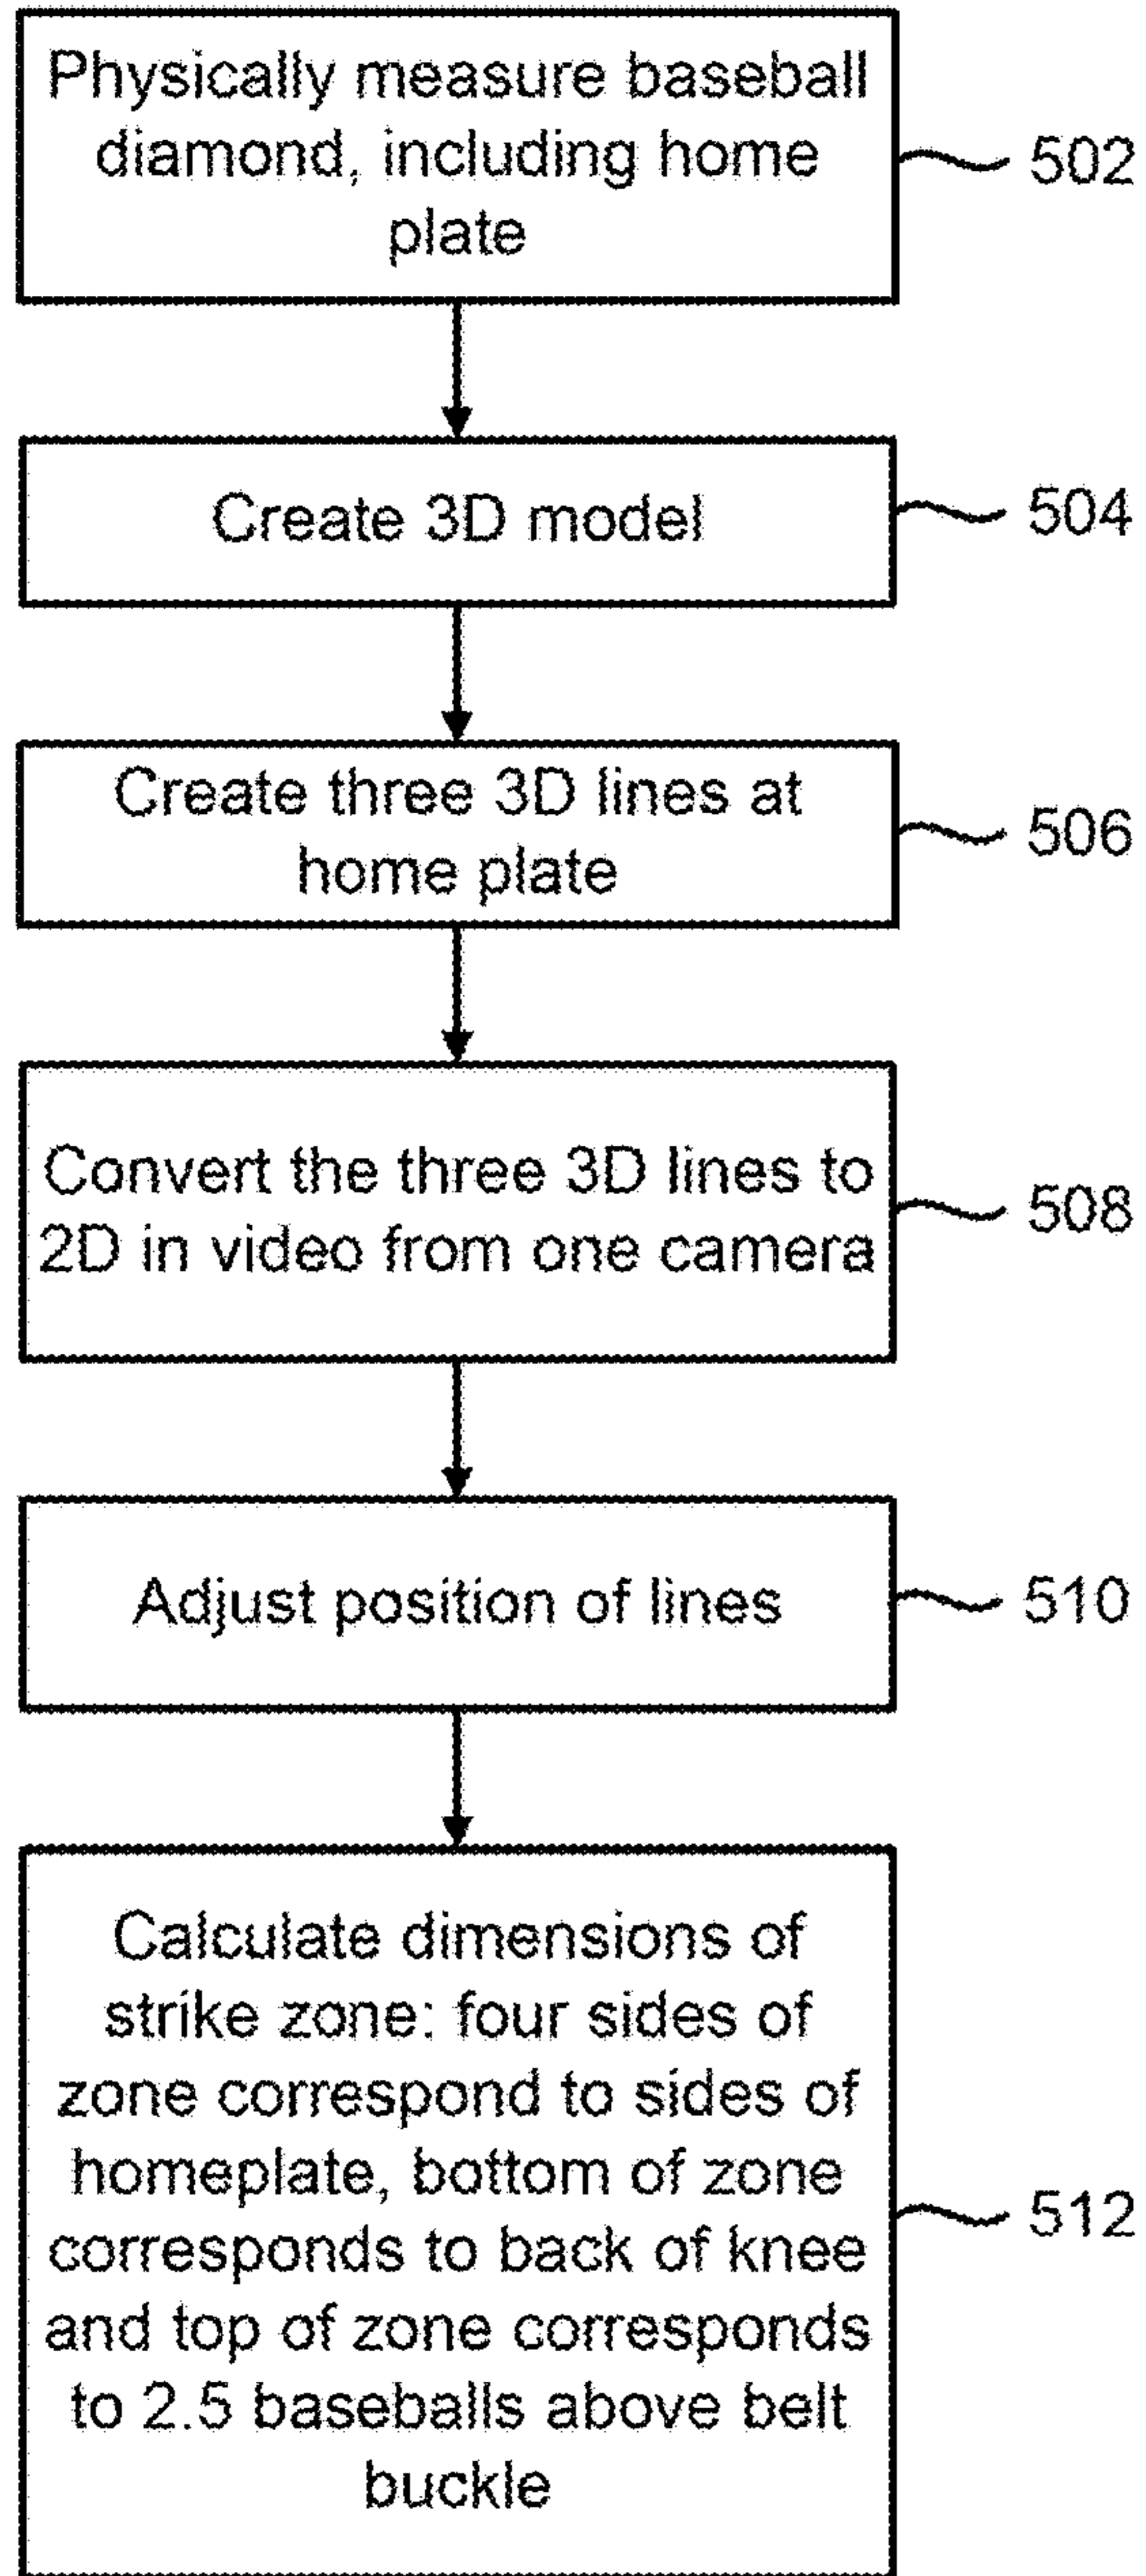 Physically measure baseball
diamond, including home
plate
502
Create 3D model
504
Create three 3D lines at
home plate
506
Convert the three 3D lines to
2D in video from one camera
508
Adjust position of lines
510
Calculate dimensions of
strike zone: four sides of
zone correspond to sides of
homeplate, bottom of zone
corresponds to back of knee
and top of zone corresponds
to 2.5 baseballs above belt
buckle
512